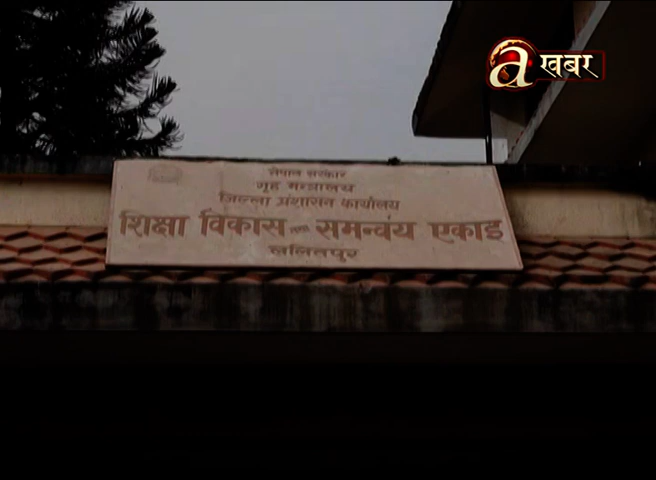 a खबर
नेपाल सरकार
गृह मन्त्रालय
जिल्ला प्रशासन कार्यालय
शिक्षा विकास तथा समन्वय एकाइ
ललितपुर